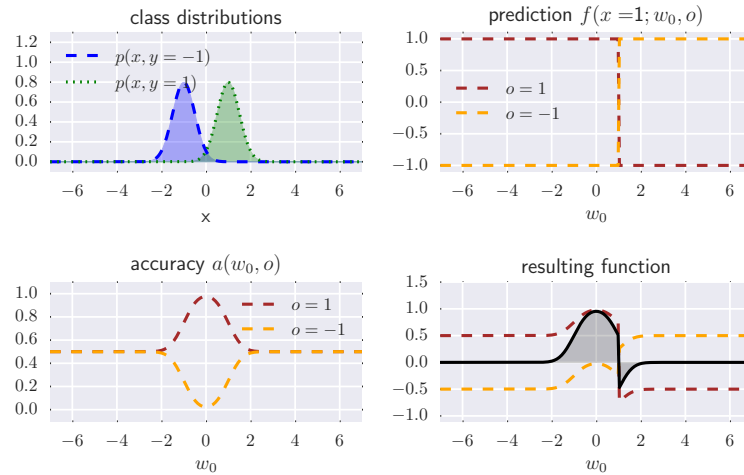 class distributions
1.2
1.0
0.8
0.6
0.4
0.2
0.0
p(x, y = −1)
p(x, y = 1)
−6 −4 −2 0 2 4 6
x
prediction f(x = 1; w₀, o)
1.0
0.5
0.0
−0.5
−1.0
o = 1
o = −1
−6 −4 −2 0 2 4 6
w₀
accuracy a(w₀, o)
1.0
0.8
0.6
0.4
0.2
0.0
o = 1
o = −1
−6 −4 −2 0 2 4 6
w₀
resulting function
1.5
1.0
0.5
0.0
−0.5
−1.0
−6 −4 −2 0 2 4 6
w₀